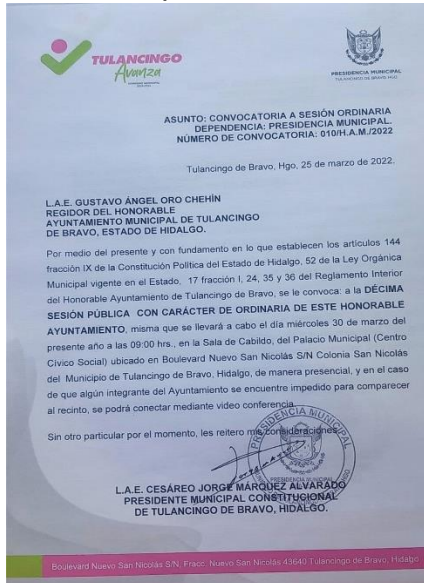 TULANCINGO
Avanza
PRESIDENCIA MUNICIPAL
TULANCINGO DE BRAVO, HGO
ASUNTO: CONVOCATORIA A SESIÓN ORDINARIA
DEPENDENCIA: PRESIDENCIA MUNICIPAL.
NÚMERO DE CONVOCATORIA: 010/H.A.M./2022
Tulancingo de Bravo, Hgo, 25 de marzo de 2022.
L.A.E. GUSTAVO ÁNGEL ORO CHEHÍN
REGIDOR DEL HONORABLE
AYUNTAMIENTO MUNICIPAL DE TULANCINGO
DE BRAVO, ESTADO DE HIDALGO.
Por medio del presente y con fundamento en lo que establecen los artículos 144
fracción IX de la Constitución Política del Estado de Hidalgo, 52 de la Ley Orgánica
Municipal vigente en el Estado, 17 fracción I, 24, 35 y 36 del Reglamento Interior
del Honorable Ayuntamiento de Tulancingo de Bravo, se le convoca: a la DÉCIMA
SESIÓN PÚBLICA CON CARÁCTER DE ORDINARIA DE ESTE HONORABLE
AYUNTAMIENTO, misma que se llevará a cabo el día miércoles 30 de marzo del
presente año a las 09:00 hrs., en la Sala de Cabildo, del Palacio Municipal (Centro
Cívico Social) ubicado en Boulevard Nuevo San Nicolás S/N Colonia San Nicolás
del Municipio de Tulancingo de Bravo, Hidalgo, de manera presencial, y en el caso
de que algún integrante del Ayuntamiento se encuentre impedido para comparecer
al recinto, se podrá conectar mediante video conferencia.
Sin otro particular por el momento, les reitero mis consideraciones.
PRESIDENCIA MUNICIPAL
L.A.E. CESÁREO JORGE MÁRQUEZ ALVARADO
PRESIDENTE MUNICIPAL CONSTITUCIONAL
DE TULANCINGO DE BRAVO, HIDALGO.
Boulevard Nuevo San Nicolás S/N, Fracc. Nuevo San Nicolás 43640 Tulancingo de Bravo, Hidalgo